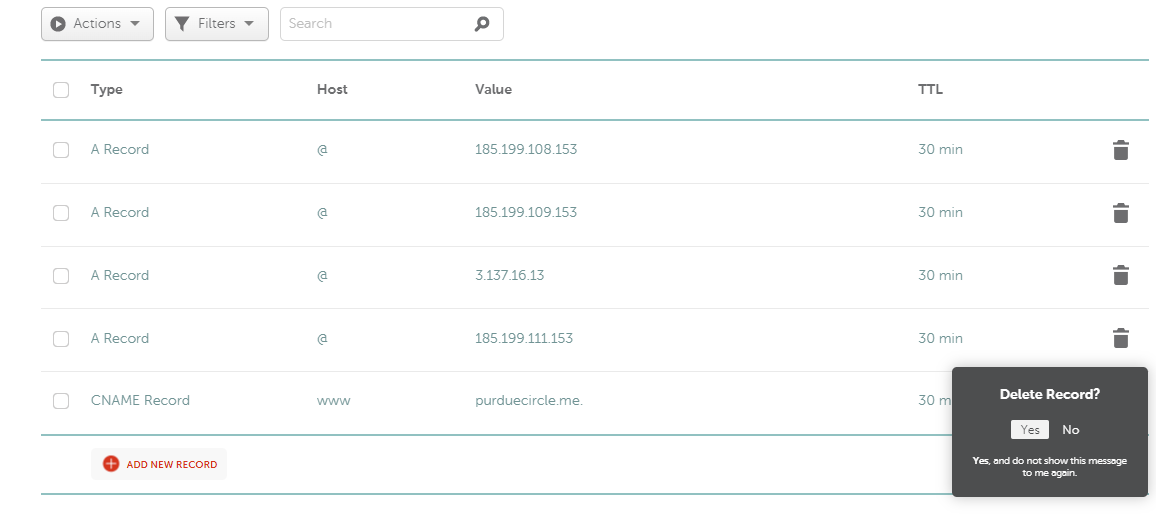 Actions Filters Search
Type Host Value TTL
A Record @ 185.199.108.153 30 min
A Record @ 185.199.109.153 30 min
A Record @ 3.137.16.13 30 min
A Record @ 185.199.111.153 30 min
CNAME Record www purduecircle.me. 30 m
Delete Record?
Yes No
Yes, and do not show this message
to me again.
ADD NEW RECORD